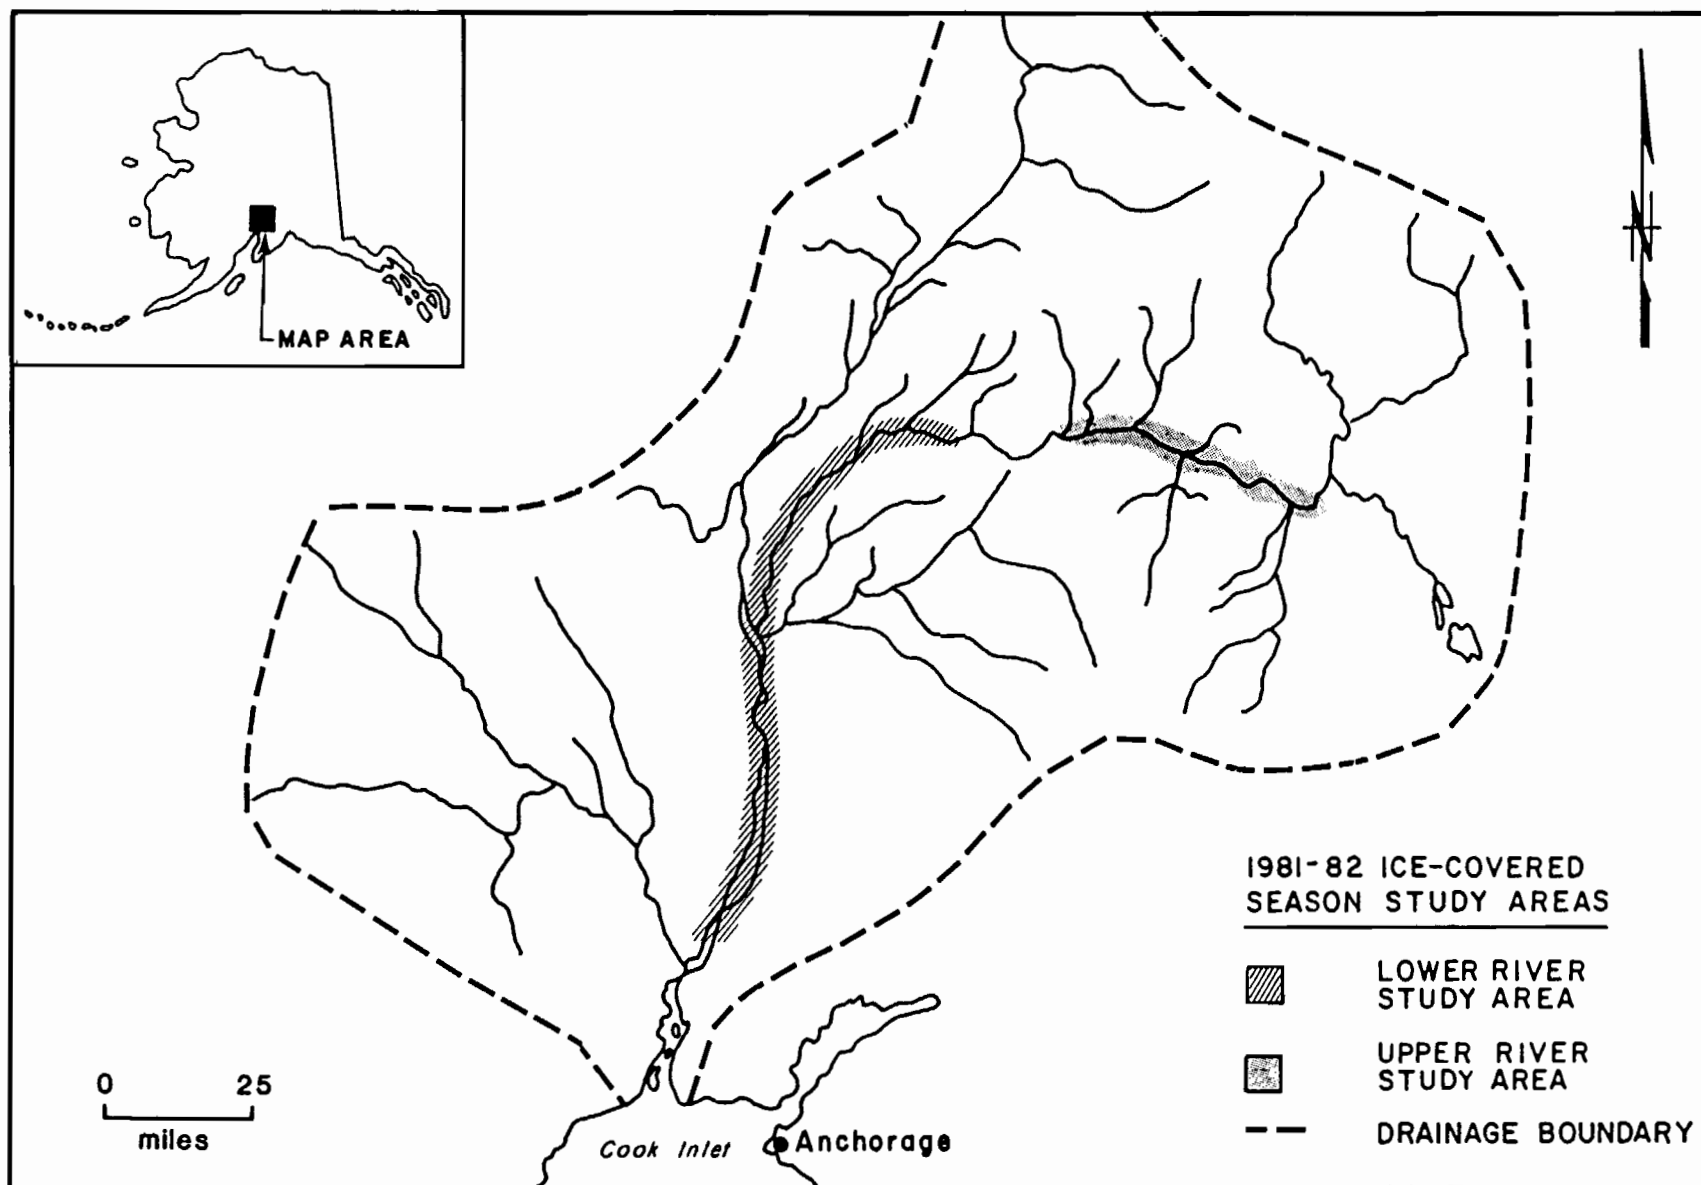 MAP AREA
1981-82 ICE-COVERED
SEASON STUDY AREAS
LOWER RIVER
STUDY AREA
UPPER RIVER
STUDY AREA
DRAINAGE BOUNDARY
0 25
miles
Cook Inlet
Anchorage